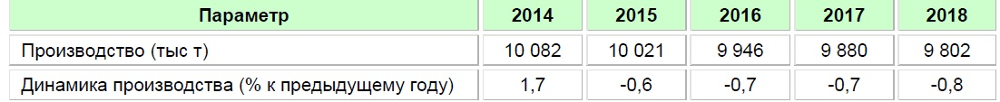 Параметр 2014 2015 2016 2017 2018
Производство (тыс т) 10 082 10 021 9 946 9 880 9 802
Динамика производства (% к предыдущему году) 1,7 -0,6 -0,7 -0,7 -0,8